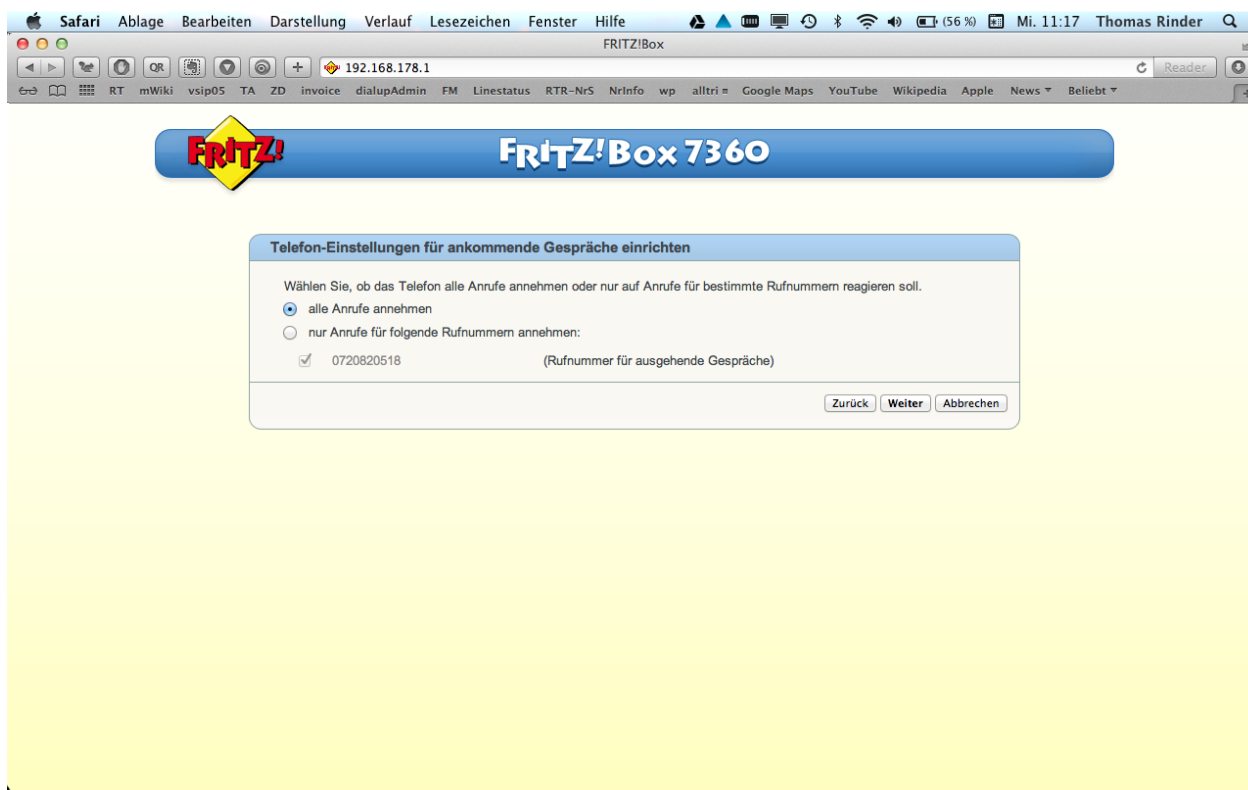 Safari Ablage Bearbeiten Darstellung Verlauf Lesezeichen Fenster Hilfe (56 %) Mi. 11:17 Thomas Rinder
FRITZ!Box
QR 192.168.178.1 Reader
RT mWiki vsip05 TA ZD invoice dialupAdmin FM Linestatus RTR-NrS NrInfo wp alltri = Google Maps YouTube Wikipedia Apple News Beliebt
FRITZ! FRITZ!Box 7360
Telefon-Einstellungen für ankommende Gespräche einrichten
Wählen Sie, ob das Telefon alle Anrufe annehmen oder nur auf Anrufe für bestimmte Rufnummern reagieren soll.
alle Anrufe annehmen
nur Anrufe für folgende Rufnummern annehmen:
0720820518 (Rufnummer für ausgehende Gespräche)
Zurück Weiter Abbrechen